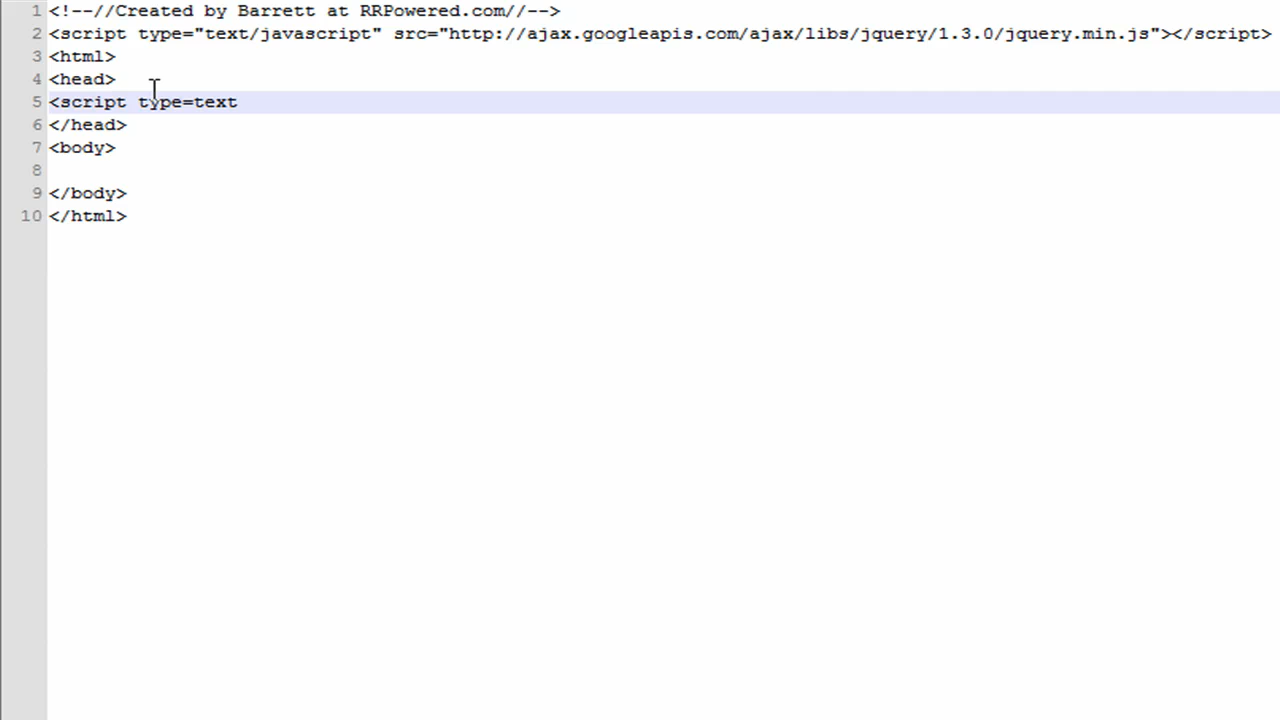 1 <!--//Created by Barrett at RRPowered.com//-->
2 <script type="text/javascript" src="http://ajax.googleapis.com/ajax/libs/jquery/1.3.0/jquery.min.js"></script>
3 <html>
4 <head>
5 <script type=text
6 </head>
7 <body>
8
9 </body>
10 </html>